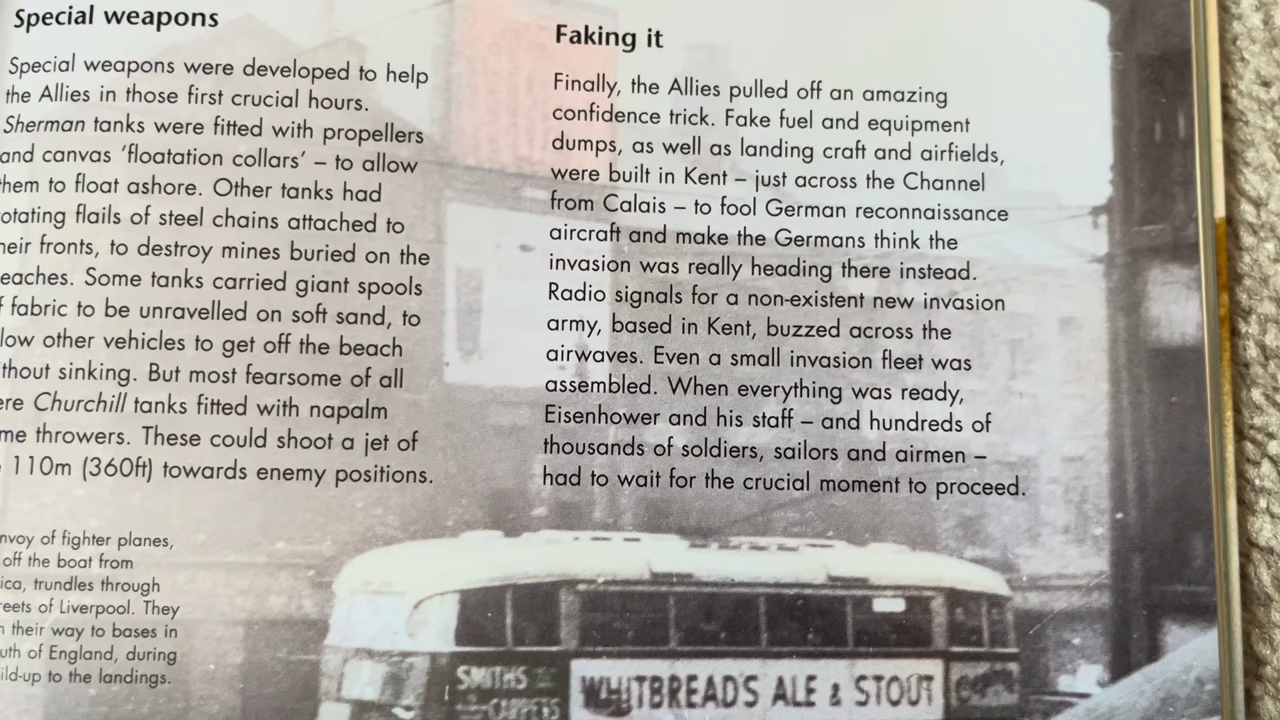 Special weapons
Special weapons were developed to help
the Allies in those first crucial hours.
Sherman tanks were fitted with propellers
and canvas ‘floatation collars’ – to allow
them to float ashore. Other tanks had
rotating flails of steel chains attached to
their fronts, to destroy mines buried on the
beaches. Some tanks carried giant spools
of fabric to be unravelled on soft sand, to
allow other vehicles to get off the beach
without sinking. But most fearsome of all
were Churchill tanks fitted with napalm
flame throwers. These could shoot a jet of
110m (360ft) towards enemy positions.
Faking it
Finally, the Allies pulled off an amazing
confidence trick. Fake fuel and equipment
dumps, as well as landing craft and airfields,
were built in Kent – just across the Channel
from Calais – to fool German reconnaissance
aircraft and make the Germans think the
invasion was really heading there instead.
Radio signals for a non-existent new invasion
army, based in Kent, buzzed across the
airwaves. Even a small invasion fleet was
assembled. When everything was ready,
Eisenhower and his staff – and hundreds of
thousands of soldiers, sailors and airmen –
had to wait for the crucial moment to proceed.
nvoy of fighter planes,
off the boat from
ica, trundles through
reets of Liverpool. They
n their way to bases in
uth of England, during
ild-up to the landings.
SMITHS
CARPETS
WHITBREAD'S ALE & STOUT